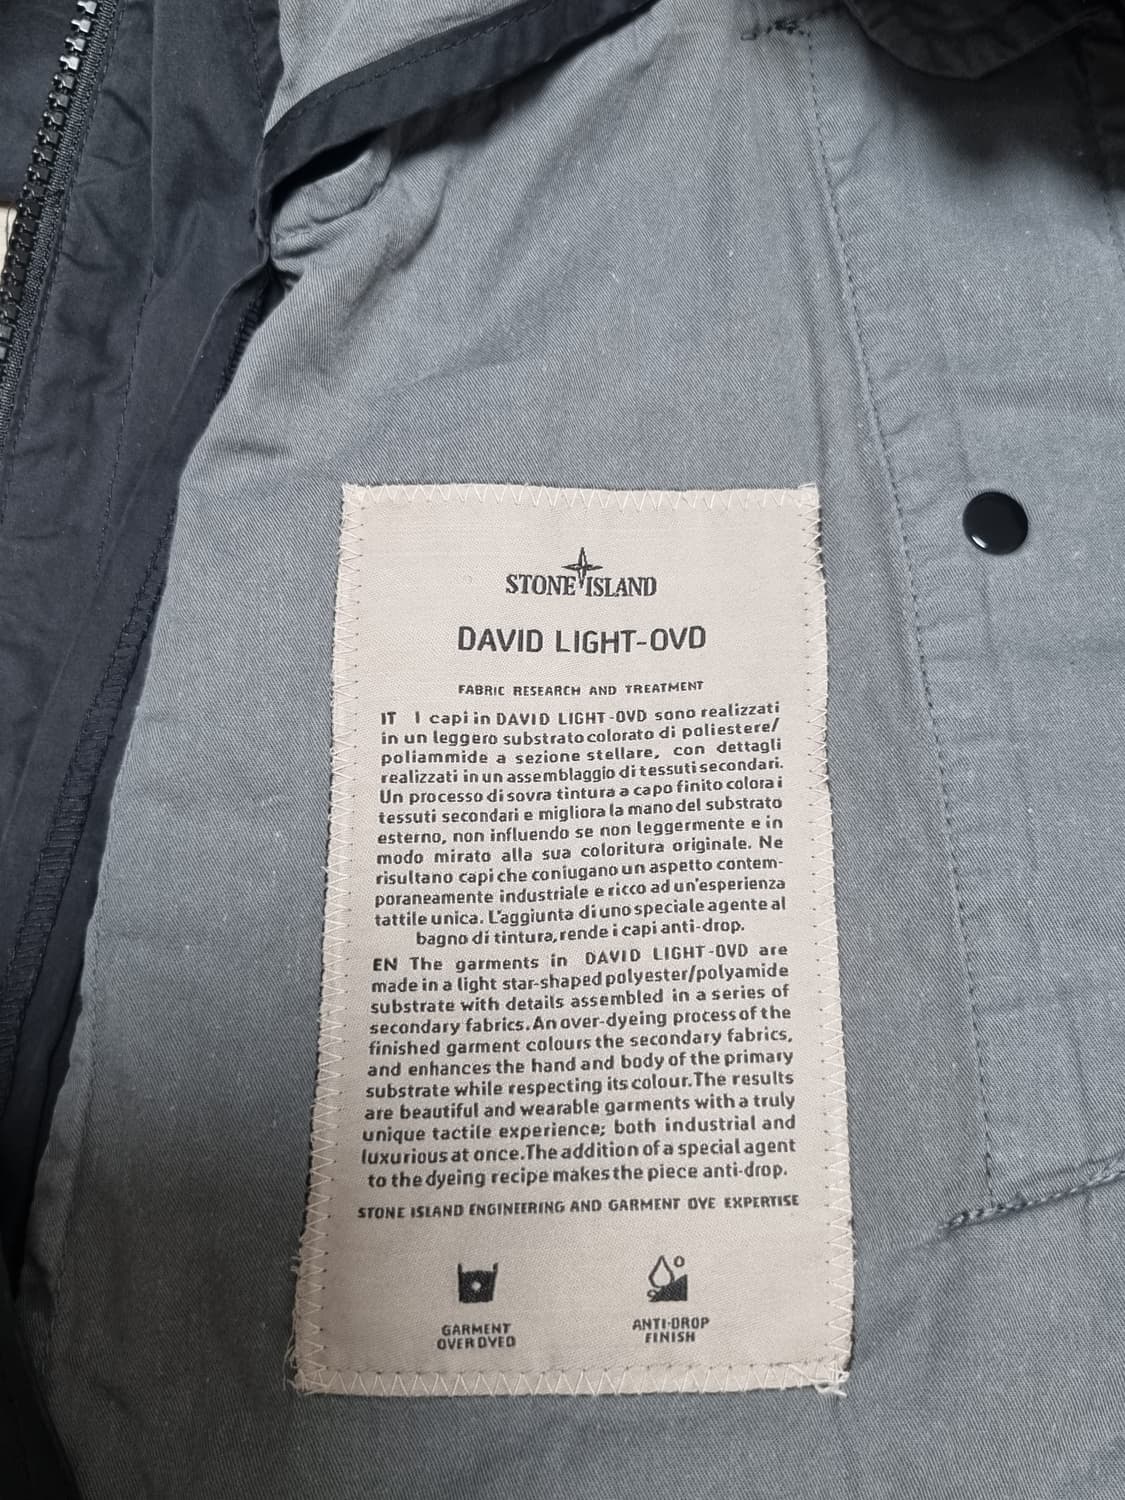 STONE ISLAND
DAVID LIGHT-OVD
FABRIC RESEARCH AND TREATMENT
IT I capi in DAVID LIGHT-OVD sono realizzati
in un leggero substrato colorato di poliestere/
poliammide a sezione stellare, con dettagli
realizzati in un assemblaggio di tessuti secondari.
Un processo di sovra tintura a capo finito colora i
tessuti secondari e migliora la mano del substrato
esterno, non influendo se non leggermente e in
modo mirato alla sua coloritura originale. Ne
risultano capi che coniugano un aspetto contem-
poraneamente industriale e ricco ad un'esperienza
tattile unica. L'aggiunta di uno speciale agente al
bagno di tintura, rende i capi anti-drop.
EN The garments in DAVID LIGHT-OVD are
made in a light star-shaped polyester/polyamide
substrate with details assembled in a series of
secondary fabrics. An over-dyeing process of the
finished garment colours the secondary fabrics,
and enhances the hand and body of the primary
substrate while respecting its colour. The results
are beautiful and wearable garments with a truly
unique tactile experience; both industrial and
luxurious at once. The addition of a special agent
to the dyeing recipe makes the piece anti-drop.
STONE ISLAND ENGINEERING AND GARMENT DYE EXPERTISE
GARMENT
OVERDYED
ANTI-DROP
FINISH